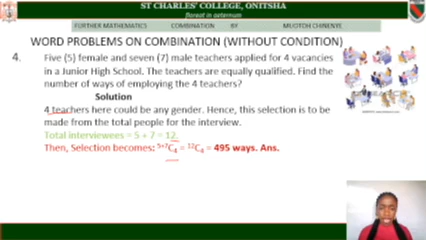 ST CHARLES' COLLEGE, ONITSHA
floreat in aeternum
FURTHER MATHEMATICS COMBINATION BY MUOTOH CHINENYE
WORD PROBLEMS ON COMBINATION (WITHOUT CONDITION)
4. Five (5) female and seven (7) male teachers applied for 4 vacancies
in a Junior High School. The teachers are equally qualified. Find the
number of ways of employing the 4 teachers?
Solution
4 teachers here could be any gender. Hence, this selection is to be
made from the total people for the interview.
Total interviewees = 5 + 7 = 12.
Then, Selection becomes: ⁵⁺⁷C₄ = ¹²C₄ = 495 ways. Ans.